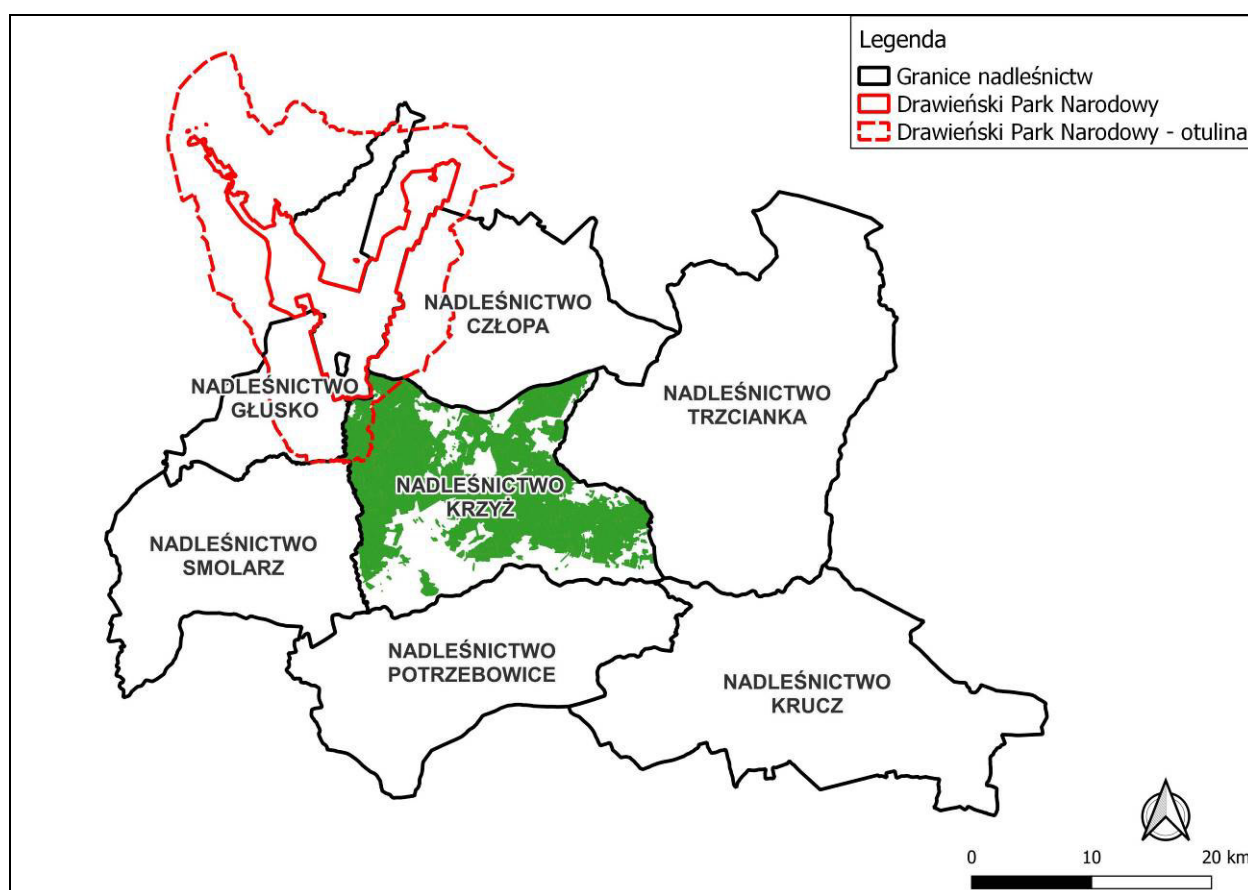 Legenda
Granice nadleśnictw
Drawieński Park Narodowy
Drawieński Park Narodowy - otulina
NADLEŚNICTWO
CZŁOPA
NADLEŚNICTWO
GŁUSKO
NADLEŚNICTWO
TRZCIANKA
NADLEŚNICTWO
KRZYŻ
NADLEŚNICTWO
SMOLARZ
NADLEŚNICTWO
POTRZEBOWICE
NADLEŚNICTWO
KRUCZ
0 10 20 km